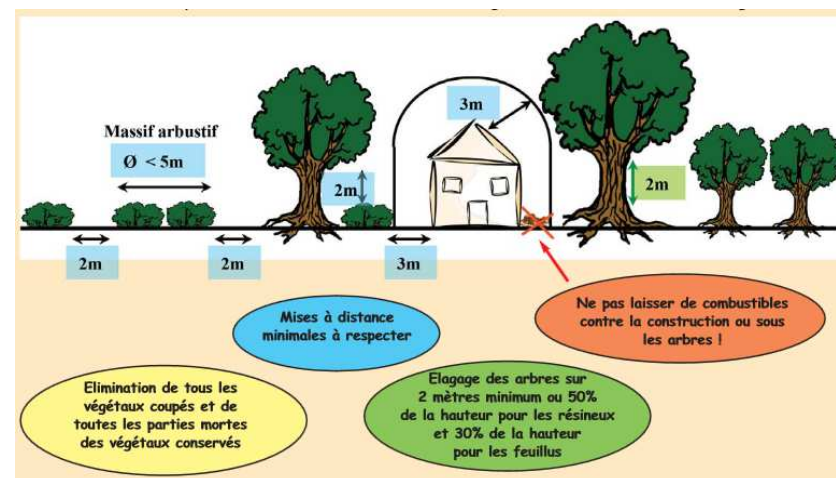 3m
Massif arbustif
Ø < 5m
2m
2m
2m
2m
3m
Mises à distance
minimales à respecter
Ne pas laisser de combustibles
contre la construction ou sous
les arbres !
Elimination de tous les
végétaux coupés et de
toutes les parties mortes
des végétaux conservés
Elagage des arbres sur
2 mètres minimum ou 50%
de la hauteur pour les résineux
et 30% de la hauteur
pour les feuillus